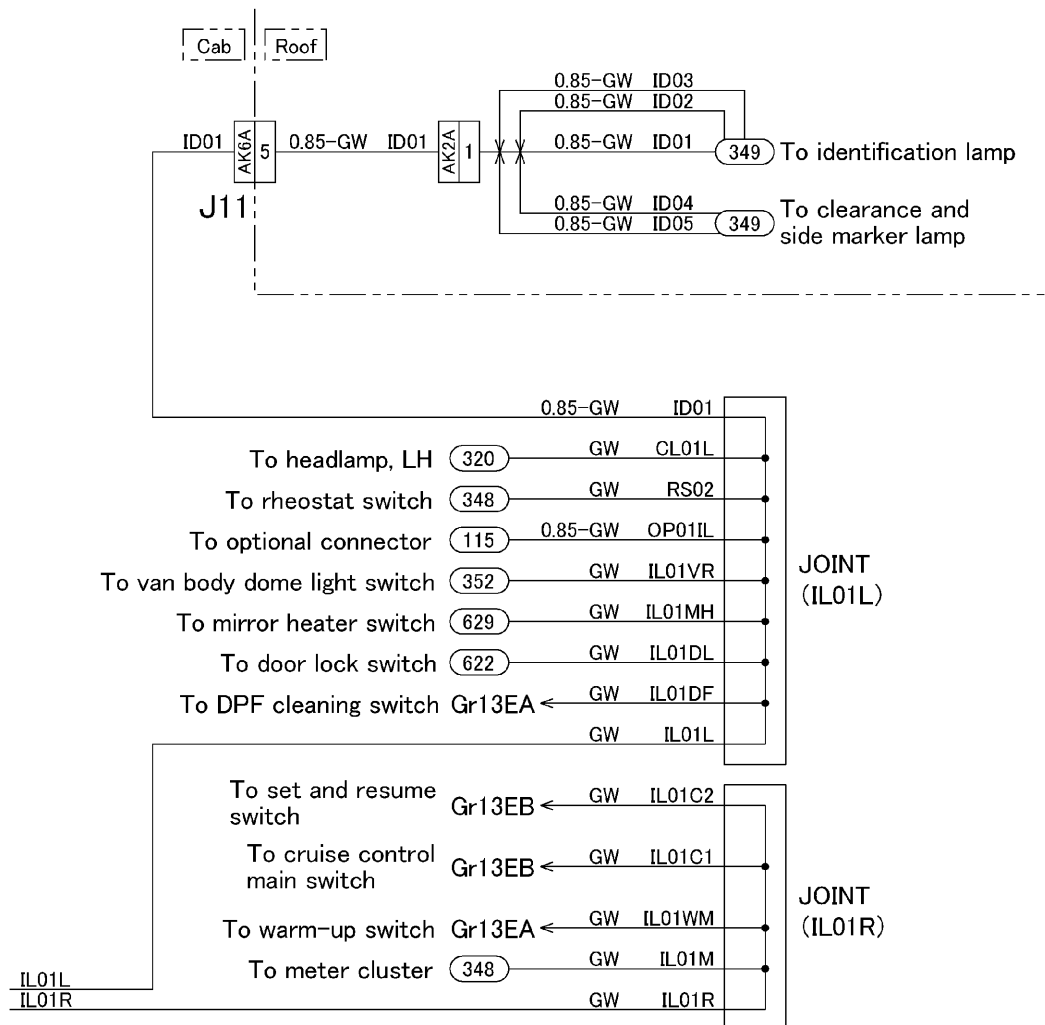 Cab Roof
0.85-GW ID03
0.85-GW ID02
ID01 AK6A 5 0.85-GW ID01 AK2A 1 0.85-GW ID01 349 To identification lamp
J11
0.85-GW ID04
0.85-GW ID05 349 To clearance and
side marker lamp
0.85-GW ID01
To headlamp, LH 320 GW CL01L
To rheostat switch 348 GW RS02
To optional connector 115 0.85-GW OP01IL
To van body dome light switch 352 GW IL01VR
To mirror heater switch 629 GW IL01MH
To door lock switch 622 GW IL01DL
To DPF cleaning switch Gr13EA GW IL01DF
GW IL01L
JOINT
(IL01L)
To set and resume
switch Gr13EB GW IL01C2
To cruise control
main switch Gr13EB GW IL01C1
To warm-up switch Gr13EA GW IL01WM
To meter cluster 348 GW IL01M
IL01L
IL01R GW IL01R
JOINT
(IL01R)